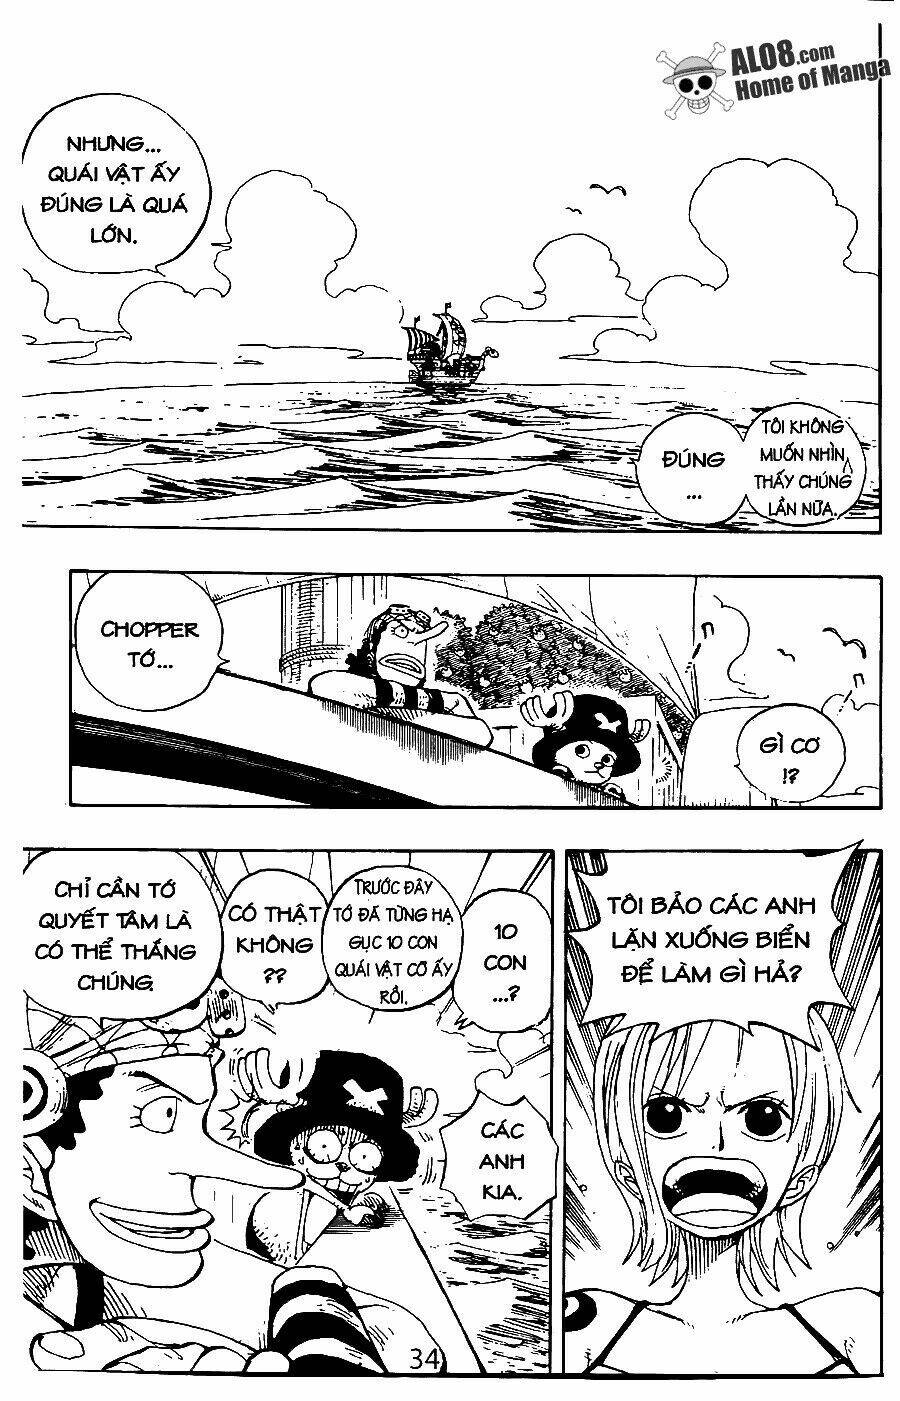 AL08.com
Home of Manga
NHƯNG...
QUÁI VẬT ẤY
ĐÚNG LÀ QUÁ
LỚN.
TÔI KHÔNG
MUỐN NHÌN
THẤY CHÚNG
LẦN NỮA.
ĐÚNG
...
CHOPPER
TỚ...
GÌ CƠ
!?
TÔI BẢO CÁC ANH
LẶN XUỐNG BIỂN
ĐỂ LÀM GÌ HẢ?
10
CON
...?
TRƯỚC ĐÂY
TỚ ĐÃ TỪNG HẠ
GỤC 10 CON
QUÁI VẬT CỠ ẤY
RỒI.
CÓ THẬT
KHÔNG
??
CHỈ CẦN TỚ
QUYẾT TÂM LÀ
CÓ THỂ THẮNG
CHÚNG.
CÁC
ANH
KIA.
34